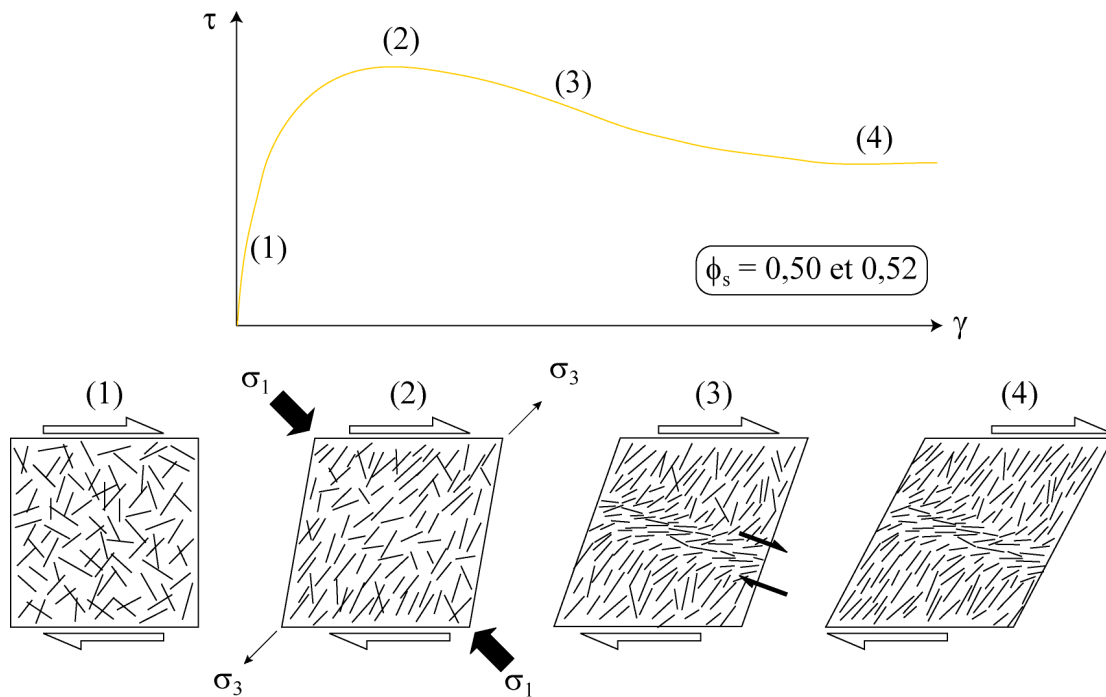 τ
(2)
(3)
(4)
(1)
ϕs = 0,50 et 0,52
γ
σ1
σ3
(1)
(2)
(3)
(4)
σ3
σ1